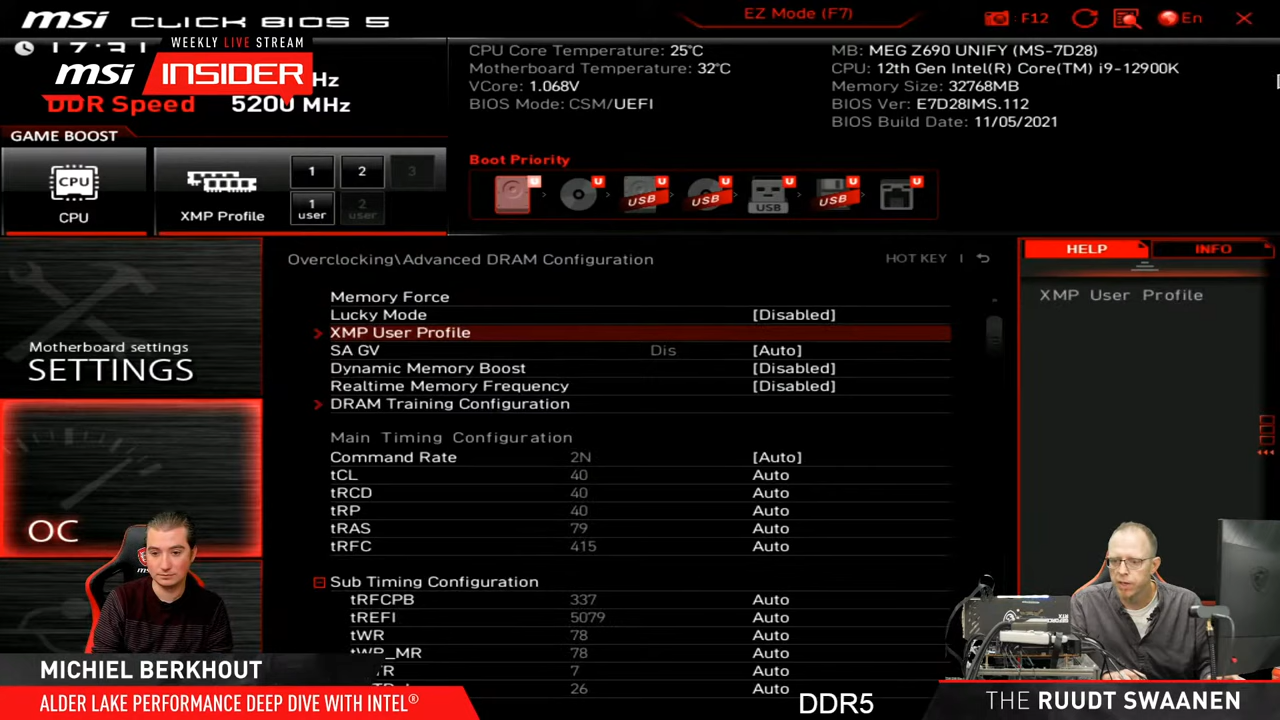 msi CLICK BIOS 5
EZ Mode (F7)
F12
En
WEEKLY LIVE STREAM
msi INSIDER
DDR Speed 5200 MHz
CPU Core Temperature: 25°C
Motherboard Temperature: 32°C
VCore: 1.068V
BIOS Mode: CSM/UEFI
MB: MEG Z690 UNIFY (MS-7D28)
CPU: 12th Gen Intel(R) Core(TM) i9-12900K
Memory Size: 32768MB
BIOS Ver: E7D28IMS.112
BIOS Build Date: 11/05/2021
GAME BOOST
CPU
CPU
XMP Profile
1 2 3
1 user 2 user
Boot Priority
U U U U U U U
USB USB USB USB
Motherboard settings
SETTINGS
OC
Overclocking\Advanced DRAM Configuration
HOT KEY
Memory Force
Lucky Mode [Disabled]
XMP User Profile
SA GV Dis [Auto]
Dynamic Memory Boost [Disabled]
Realtime Memory Frequency [Disabled]
DRAM Training Configuration
Main Timing Configuration
Command Rate 2N [Auto]
tCL 40 Auto
tRCD 40 Auto
tRP 40 Auto
tRAS 79 Auto
tRFC 415 Auto
Sub Timing Configuration
tRFCPB 337 Auto
tREFI 5079 Auto
tWR 78 Auto
tWR_MR 78 Auto
7 Auto
26 Auto
HELP
INFO
XMP User Profile
MICHIEL BERKHOUT
ALDER LAKE PERFORMANCE DEEP DIVE WITH INTEL®
DDR5
THE RUUDT SWAANEN